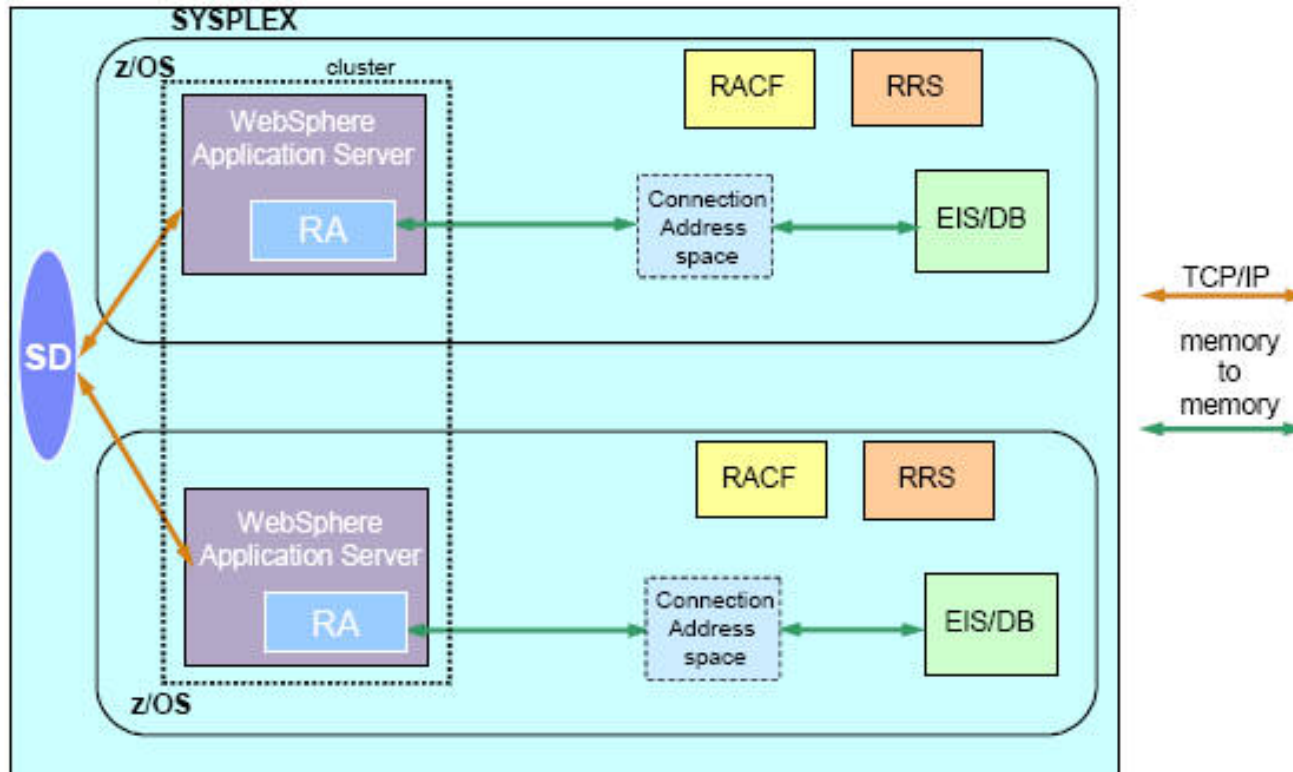 SYSPLEX
z/OS
cluster
WebSphere
Application Server
RA
RACF
RRS
Connection
Address
space
EIS/DB
SD
TCP/IP
memory
to
memory
WebSphere
Application Server
RA
RACF
RRS
Connection
Address
space
EIS/DB
z/OS